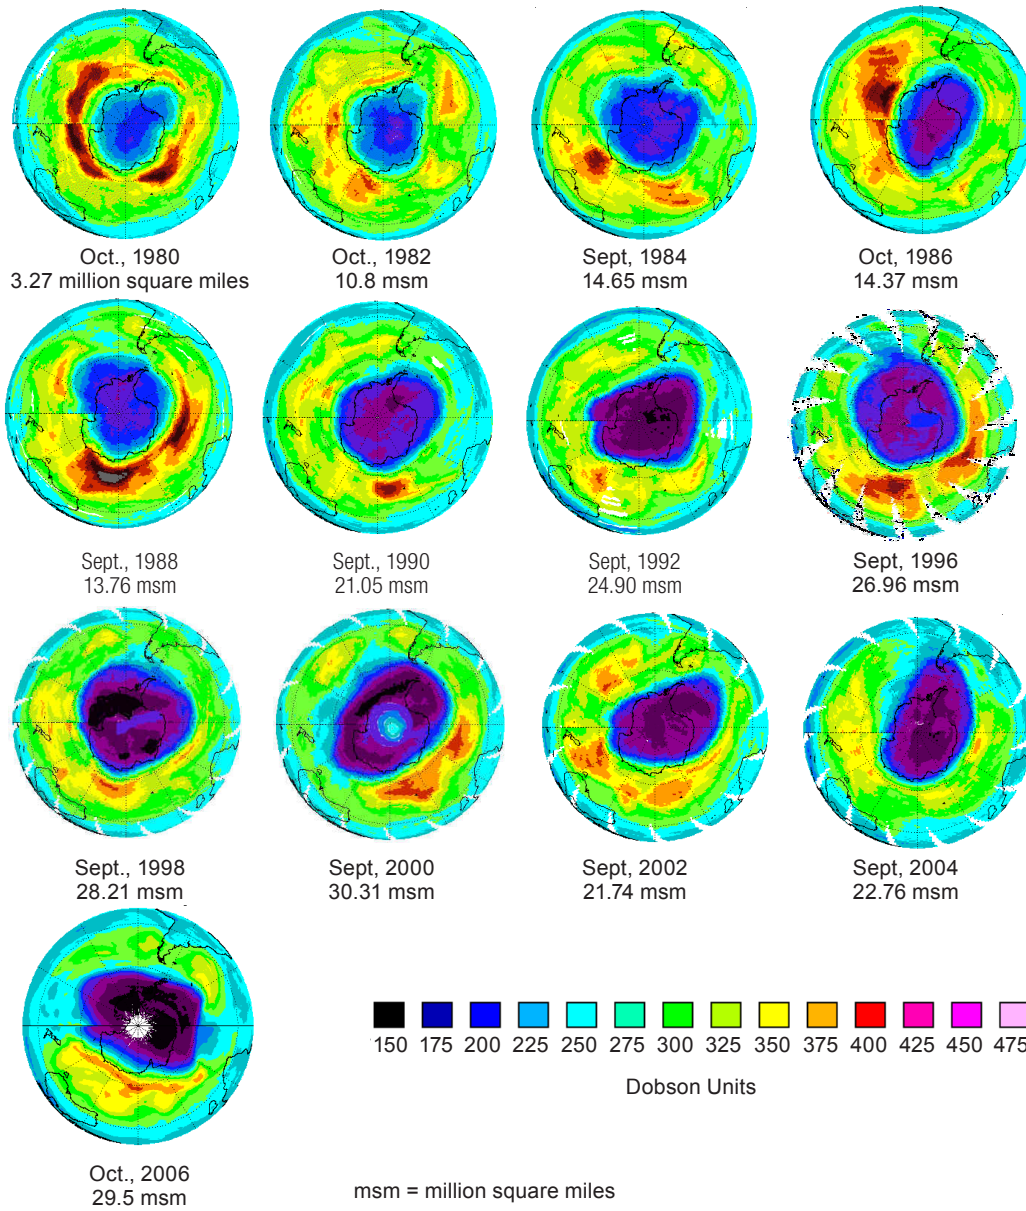 Oct., 1980
3.27 million square miles
Oct., 1982
10.8 msm
Sept, 1984
14.65 msm
Oct, 1986
14.37 msm
Sept., 1988
13.76 msm
Sept., 1990
21.05 msm
Sept., 1992
24.90 msm
Sept, 1996
26.96 msm
Sept., 1998
28.21 msm
Sept, 2000
30.31 msm
Sept, 2002
21.74 msm
Sept, 2004
22.76 msm
150 175 200 225 250 275 300 325 350 375 400 425 450 475
Dobson Units
Oct., 2006
29.5 msm
msm = million square miles